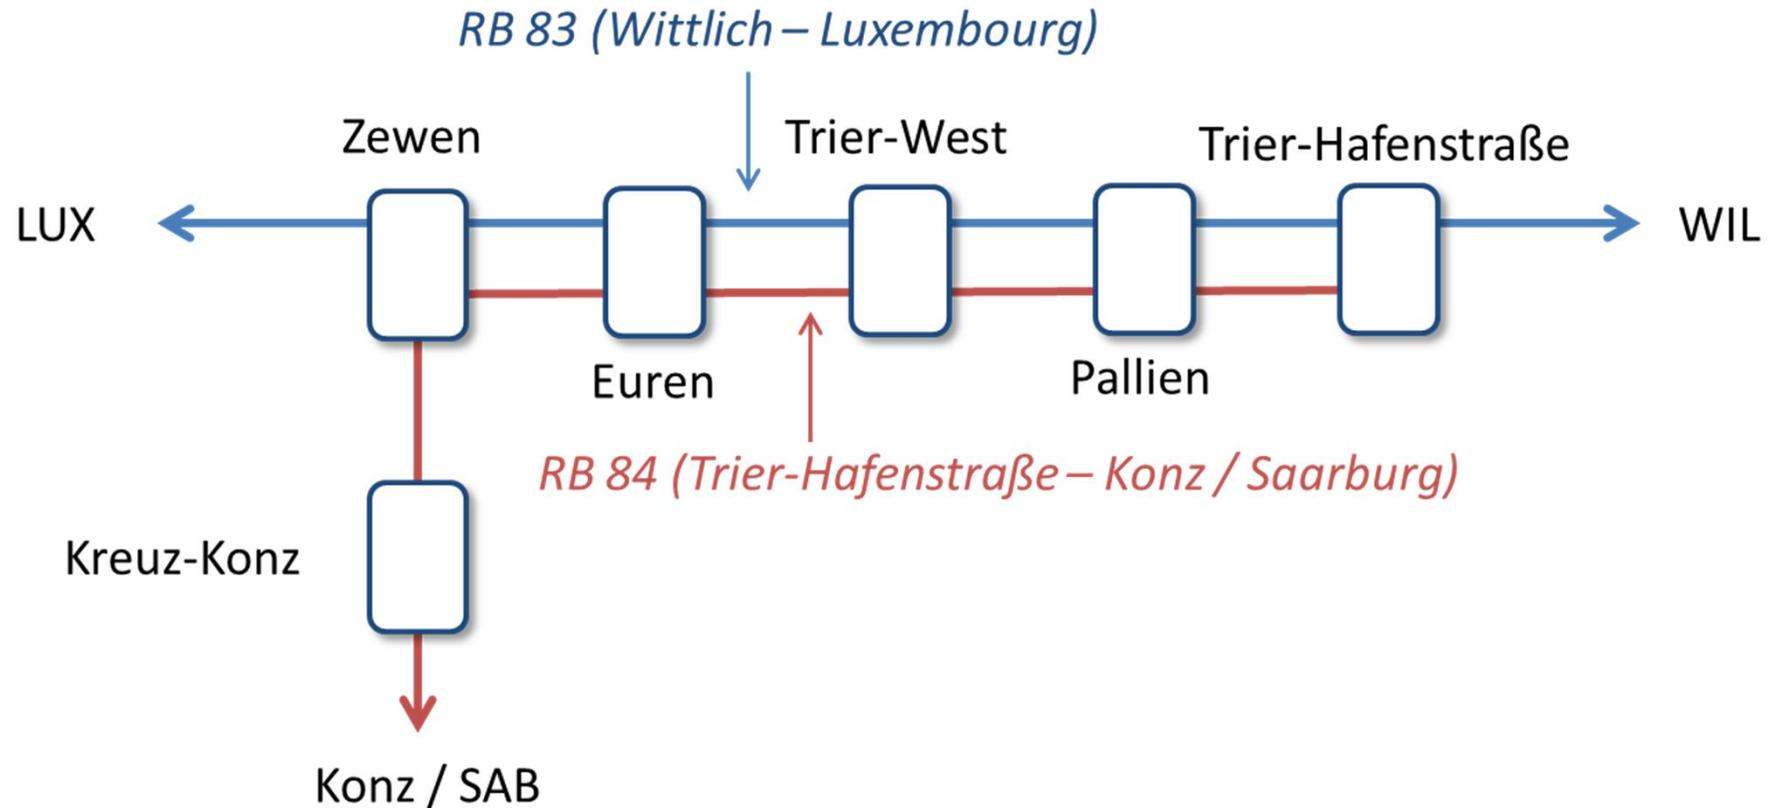 RB 83 (Wittlich – Luxembourg)
Zewen
Trier-West
Trier-Hafenstraße
LUX
WIL
Euren
Pallien
RB 84 (Trier-Hafenstraße – Konz / Saarburg)
Kreuz-Konz
Konz / SAB